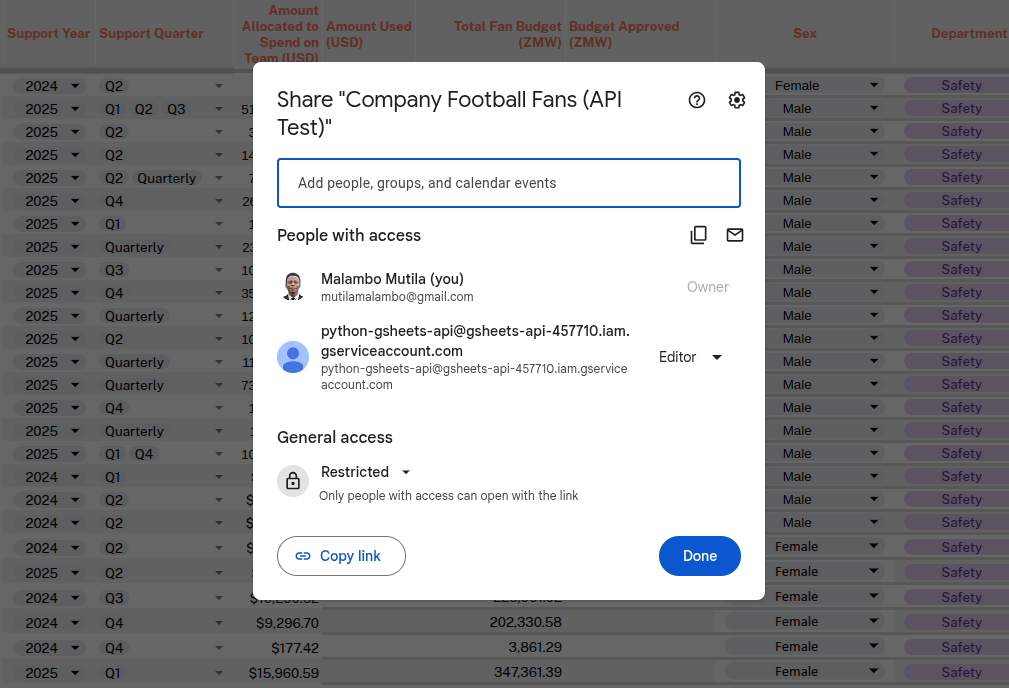 Amount
Support Year Support Quarter Allocated to Amount Used Total Fan Budget Budget Approved Sex Department
Spend on (USD) (ZMW) (ZMW)
Team (USD)
2024 Q2 Female Safety
2025 Q1 Q2 Q3 51 Male Safety
2025 Q2 Male Safety
2025 Q2 14 Male Safety
2025 Q2 Quarterly Male Safety
2025 Q4 Male Safety
2025 Q1 Male Safety
2025 Quarterly 23 Male Safety
2025 Q3 10 Male Safety
2025 Q4 35 Male Safety
2025 Quarterly 12 Male Safety
2025 Q2 10 Male Safety
2025 Quarterly 11 Male Safety
2025 Quarterly 73 Male Safety
2025 Q4 Male Safety
2025 Quarterly Male Safety
2025 Q1 Q4 10 Male Safety
2024 Q1 Male Safety
2024 Q2 $ Male Safety
2024 Q2 $ Male Safety
2024 Q2 $ Female Safety
2025 Q2 Female Safety
2024 Q3 Female Safety
2024 Q4 $9,296.70 202,330.58 Female Safety
2024 Q4 $177.42 3,861.29 Female Safety
2025 Q1 $15,960.59 347,361.39 Female Safety
Share "Company Football Fans (API
Test)"
Add people, groups, and calendar events
People with access
Malambo Mutila (you)
mutilamalambo@gmail.com
Owner
python-gsheets-api@gsheets-api-457710.iam.
gserviceaccount.com
python-gsheets-api@gsheets-api-457710.iam.gservice
account.com
Editor
General access
Restricted
Only people with access can open with the link
Copy link Done